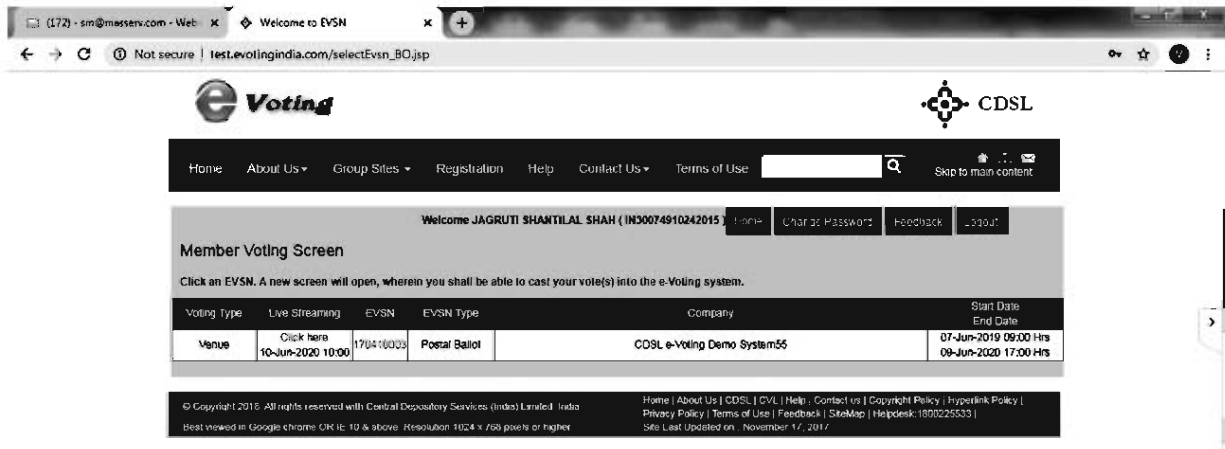 (172) - sm@masserv.com - Web
Welcome to EVSN
Not secure | test.evotingindia.com/selectEvsn_BO.jsp
e Voting
CDSL
Home About Us Group Sites Registration Help Contact Us Terms of Use
Skip to main content
Welcome JAGRUTI SHANTILAL SHAH ( IN30074910242015 ) Home Change Password Feedback Logout
Member Voting Screen
Click an EVSN. A new screen will open, wherein you shall be able to cast your vote(s) into the e-Voting system.
Voting Type Live Streaming EVSN EVSN Type Company Start Date
End Date
Venue Click here Postal Ballot CDSL e-Voting Demo System55 07-Jun-2019 09:00 Hrs
10-Jun-2020 10:00 09-Jun-2020 17:00 Hrs
© Copyright 2018. All rights reserved with Central Depository Services (India) Limited. India
Best viewed in Google chrome OR IE 10 & above. Resolution 1024 x 768 pixels or higher
Home | About Us | CDSL | CVL | Help | Contact us | Copyright Policy | Hyperlink Policy |
Privacy Policy | Terms of Use | Feedback | SiteMap | Helpdesk:1800225533 |
Site Last Updated on : November 17, 2017